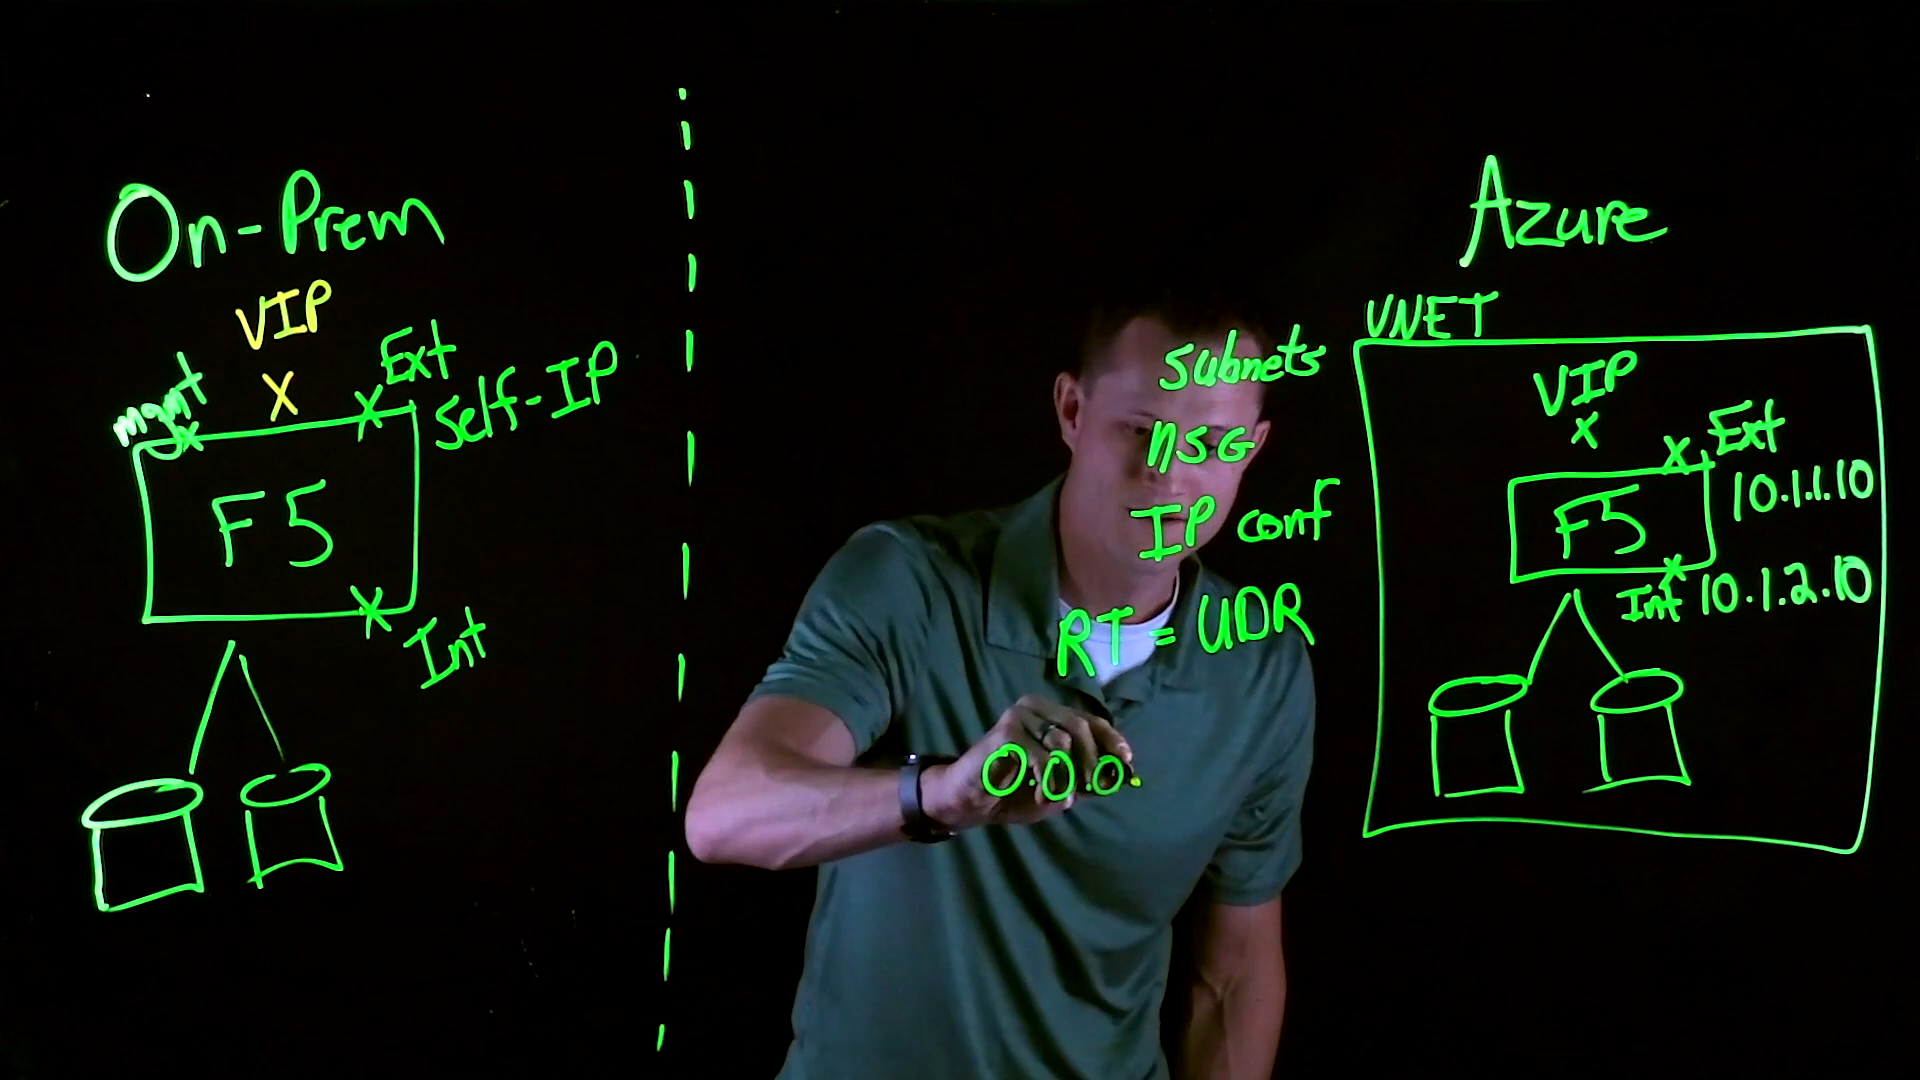 On-Prem
VIP
X
mgmt
x
X
Ext
Self-IP
F5
X
Int
Azure
VNET
Subnets
NSG
IP conf
RT = UDR
0.0.0.
VIP
x
x
Ext
10.1.1.10
F5
x
Int 10.1.2.10